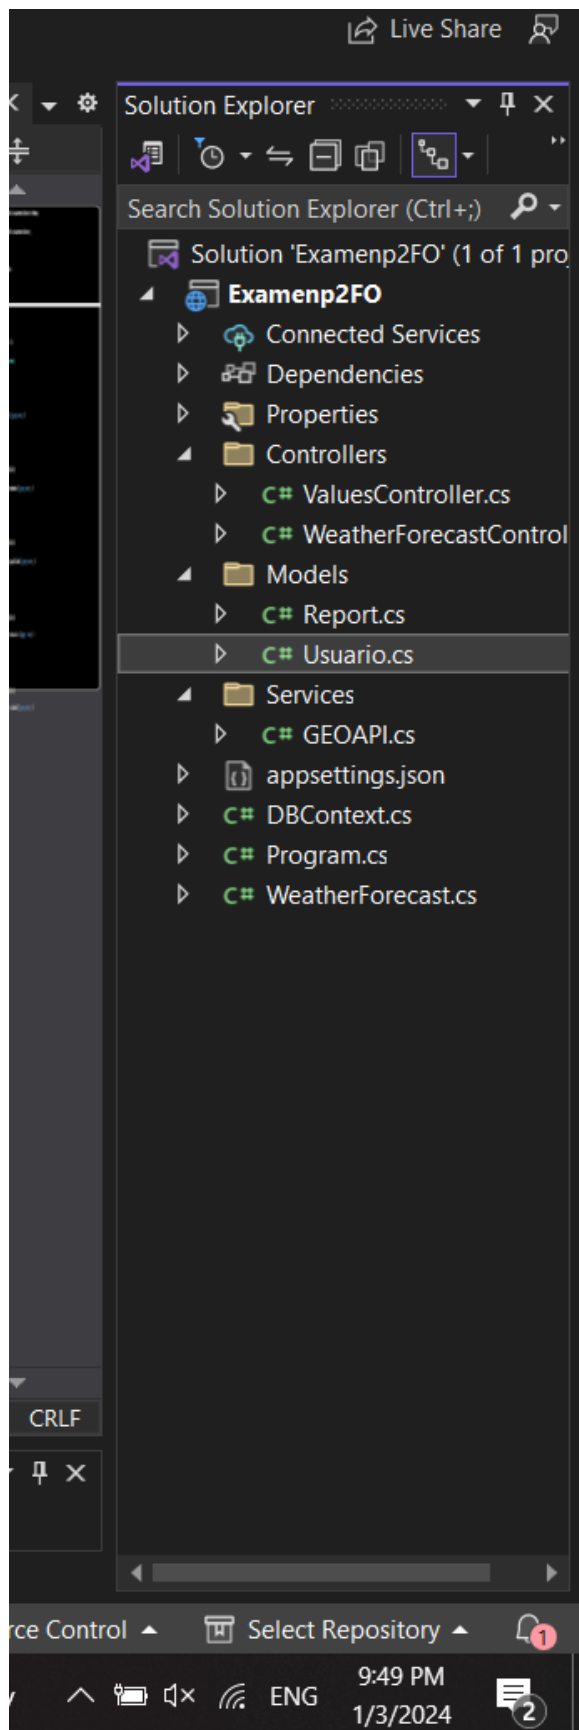 Live Share
Solution Explorer
Search Solution Explorer (Ctrl+;)
Solution 'Examenp2FO' (1 of 1 proj
Examenp2FO
Connected Services
Dependencies
Properties
Controllers
C# ValuesController.cs
C# WeatherForecastControl
Models
C# Report.cs
C# Usuario.cs
Services
C# GEOAPI.cs
appsettings.json
C# DBContext.cs
C# Program.cs
C# WeatherForecast.cs
CRLF
rce Control
Select Repository
1
ENG
9:49 PM
1/3/2024
2